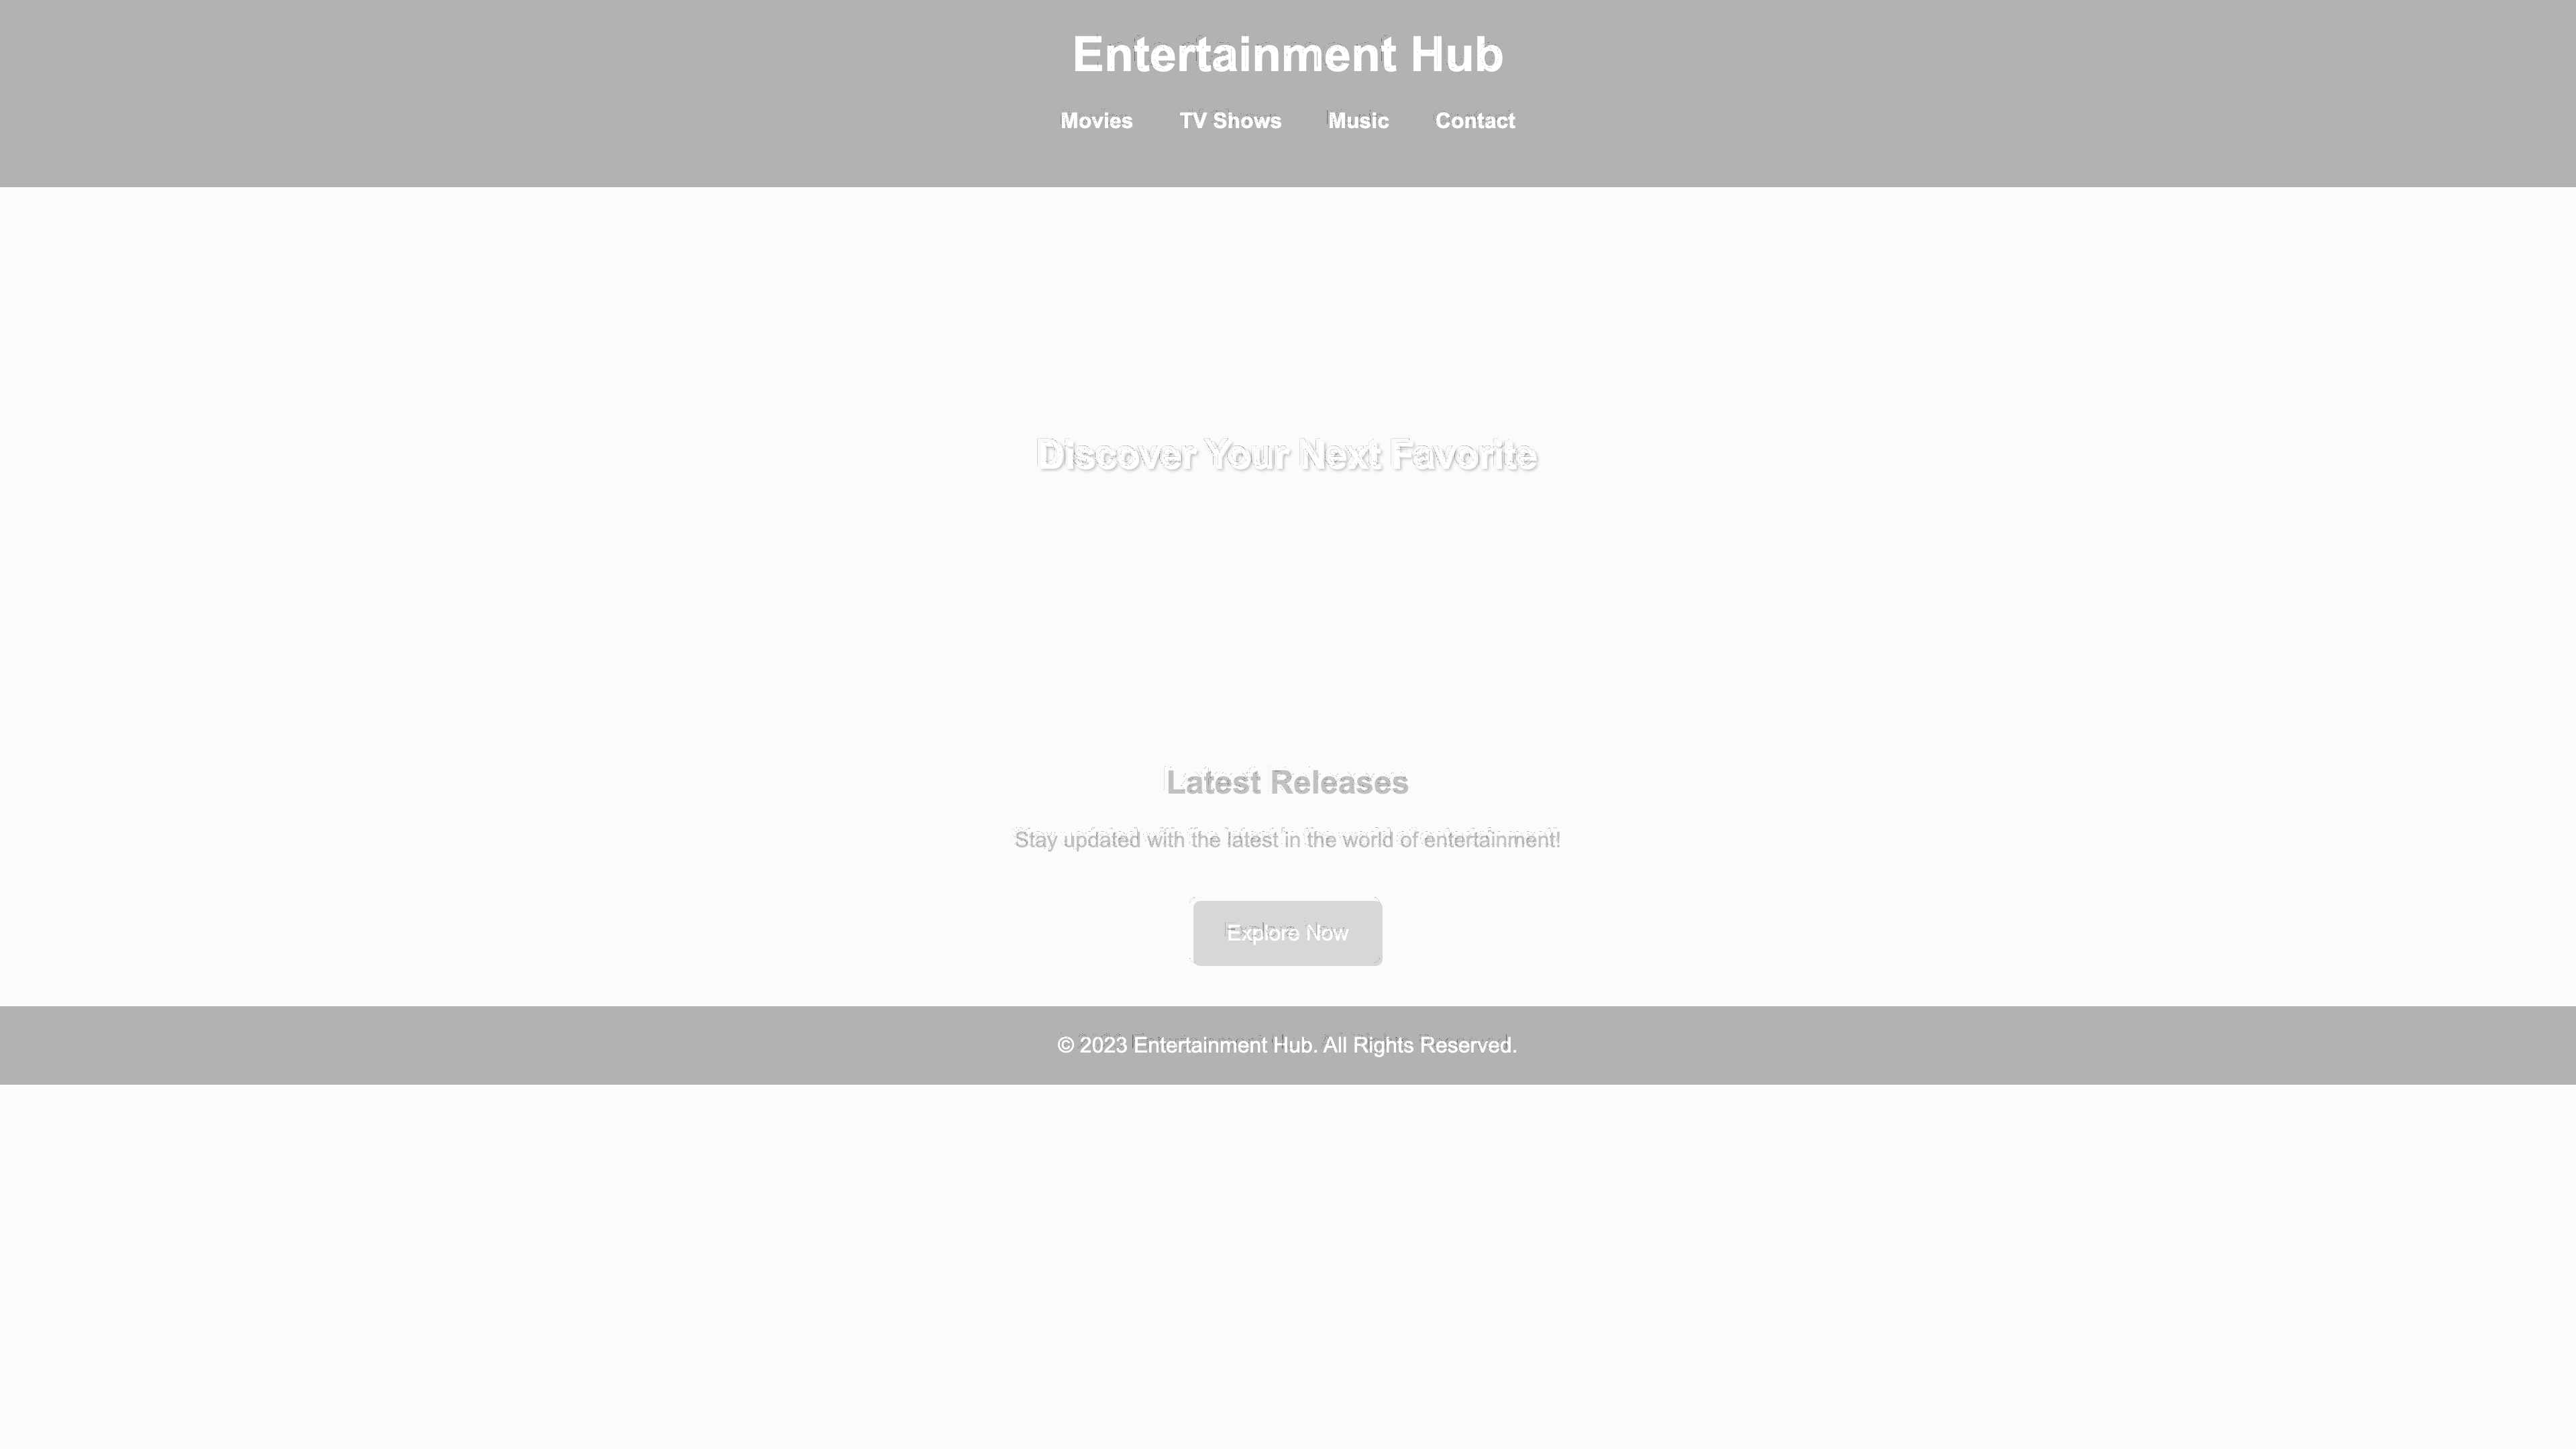 Entertainment Hub
Movies TV Shows Music Contact
Discover Your Next Favorite
Latest Releases
Stay updated with the latest in the world of entertainment!
Explore Now
© 2023 Entertainment Hub. All Rights Reserved.